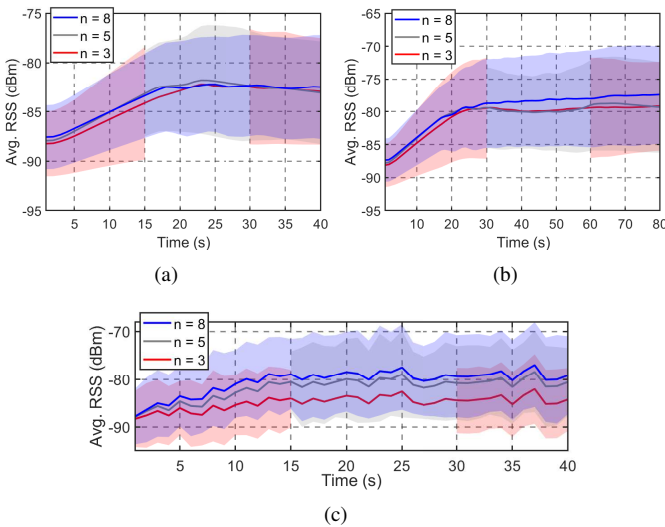 -75
-80
-85
-90
-95
Avg. RSS (dBm)
n = 8
n = 5
n = 3
5 10 15 20 25 30 35 40
Time (s)
(a)
-65
-70
-75
-80
-85
-90
-95
Avg. RSS (dBm)
n = 8
n = 5
n = 3
10 20 30 40 50 60 70 80
Time (s)
(b)
-70
-80
-90
Avg. RSS (dBm)
n = 8
n = 5
n = 3
5 10 15 20 25 30 35 40
Time (s)
(c)